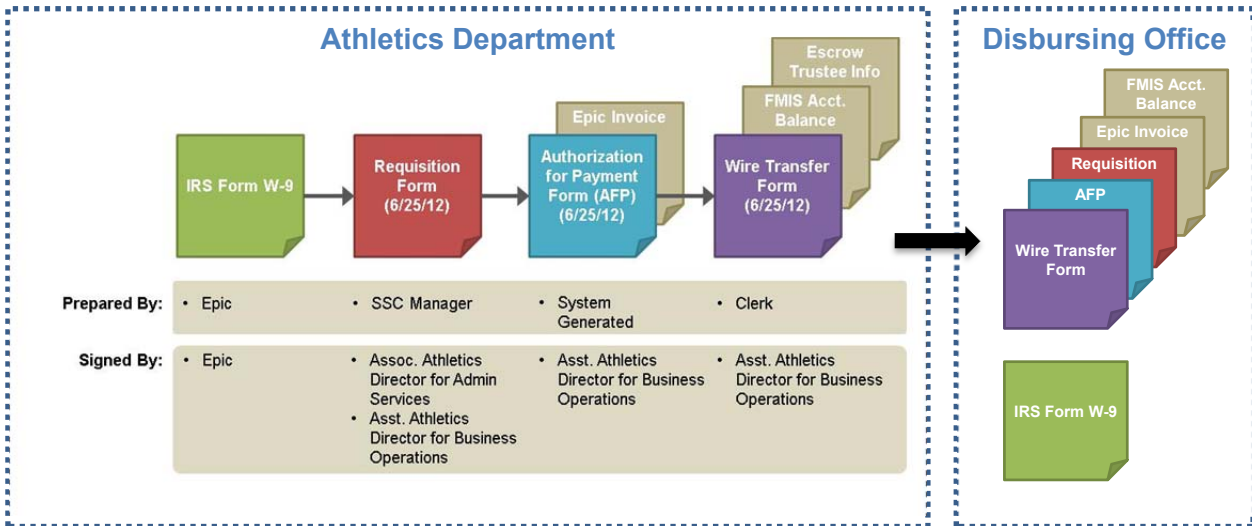 Athletics Department
Escrow
Trustee Info
FMIS Acct.
Balance
Epic Invoice
IRS Form W-9
Requisition
Form
(6/25/12)
Authorization
for Payment
Form (AFP)
(6/25/12)
Wire Transfer
Form
(6/25/12)
Prepared By:
• Epic
• SSC Manager
• System
Generated
• Clerk
Signed By:
• Epic
• Assoc. Athletics
Director for Admin
Services
• Asst. Athletics
Director for Business
Operations
• Asst. Athletics
Director for Business
Operations
• Asst. Athletics
Director for Business
Operations
Disbursing Office
FMIS Acct.
Balance
Epic Invoice
Requisition
AFP
Wire Transfer
Form
IRS Form W-9